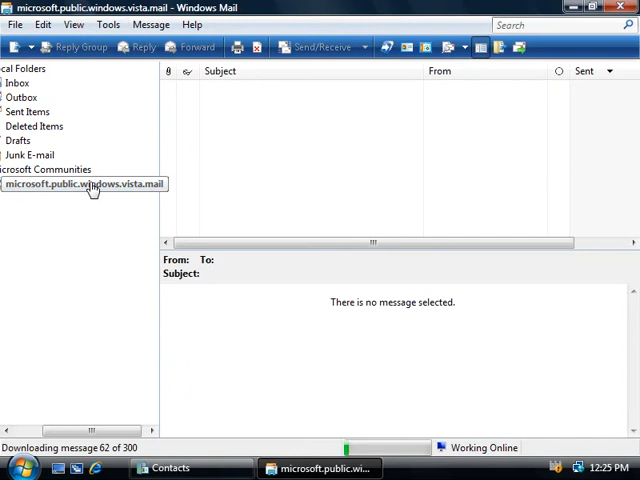 microsoft.public.windows.vista.mail - Windows Mail
File Edit View Tools Message Help
Search
Reply Group Reply Forward Send/Receive
cal Folders
Inbox
Outbox
Sent Items
Deleted Items
Drafts
Junk E-mail
icrosoft Communities
microsoft.public.windows.vista.mail
Subject From Sent
From: To:
Subject:
There is no message selected.
Downloading message 62 of 300
Working Online
Contacts
microsoft.public.wi...
12:25 PM